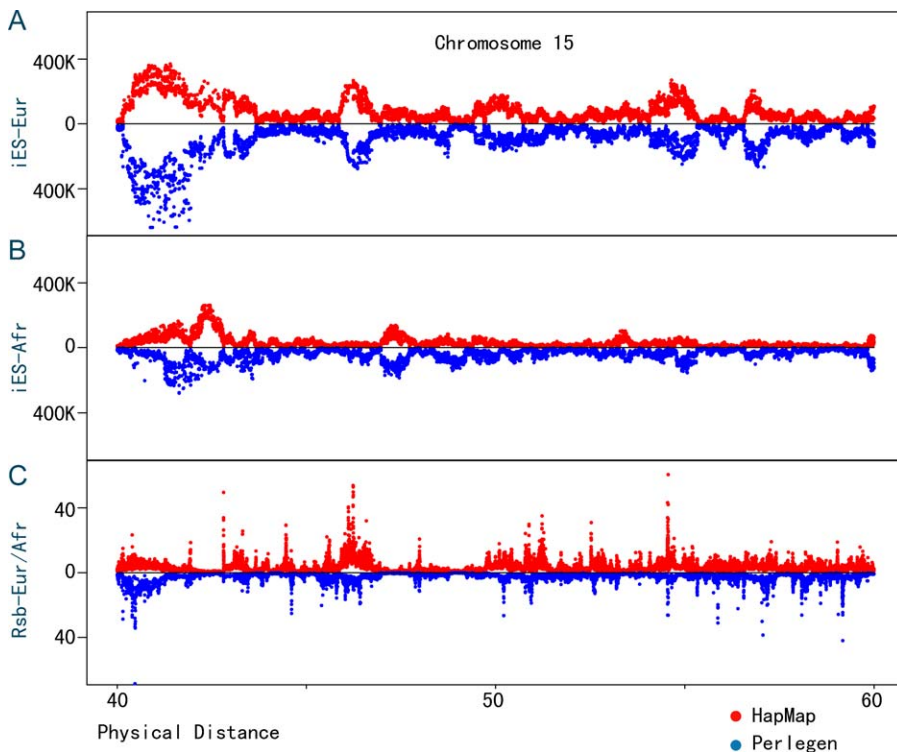 A
Chromosome 15
iES-Eur
400K
0
400K
B
iES-Afr
400K
0
400K
C
Rsb-Eur/Afr
40
0
40
40 50 60
Physical Distance
HapMap
Perlegen